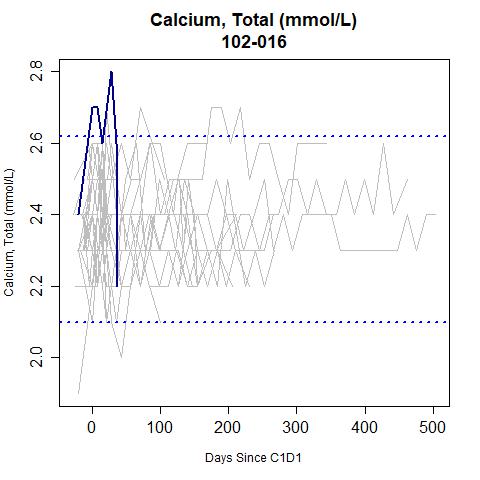 Calcium, Total (mmol/L)
102-016
Calcium, Total (mmol/L)
2.8
2.6
2.4
2.2
2.0
0 100 200 300 400 500
Days Since C1D1